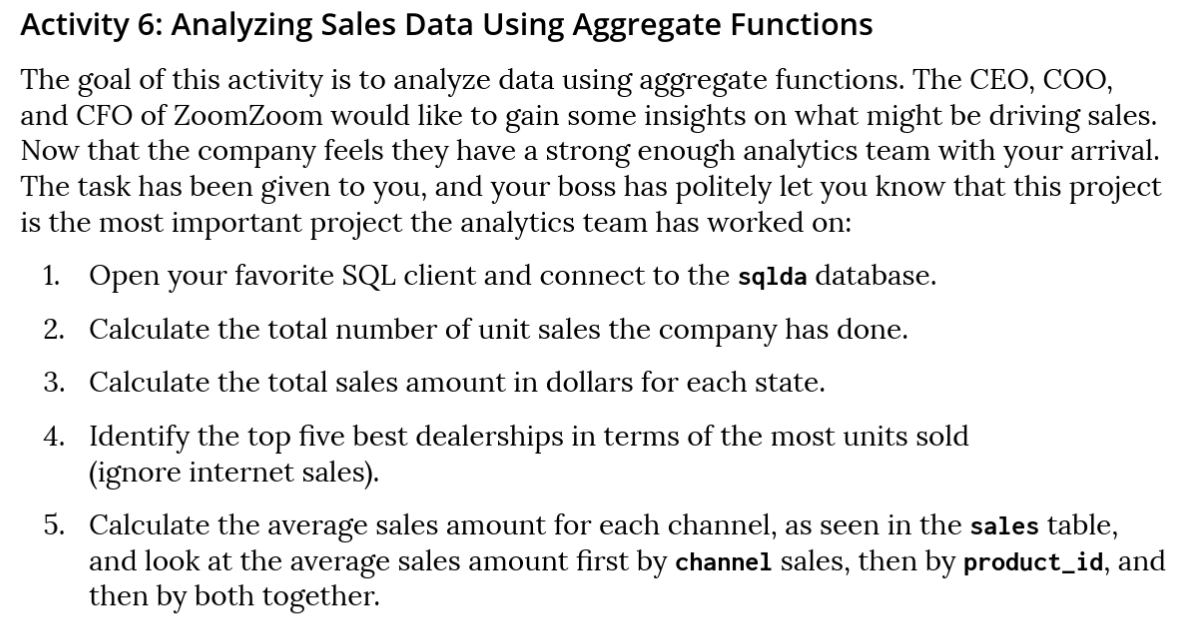 Activity 6: Analyzing Sales Data Using Aggregate Functions
The goal of this activity is to analyze data using aggregate functions. The CEO, COO,
and CFO of ZoomZoom would like to gain some insights on what might be driving sales.
Now that the company feels they have a strong enough analytics team with your arrival.
The task has been given to you, and your boss has politely let you know that this project
is the most important project the analytics team has worked on:
1. Open your favorite SQL client and connect to the sqlda database.
2. Calculate the total number of unit sales the company has done.
3. Calculate the total sales amount in dollars for each state.
4. Identify the top five best dealerships in terms of the most units sold
(ignore internet sales).
5. Calculate the average sales amount for each channel, as seen in the sales table,
and look at the average sales amount first by channel sales, then by product_id, and
then by both together.